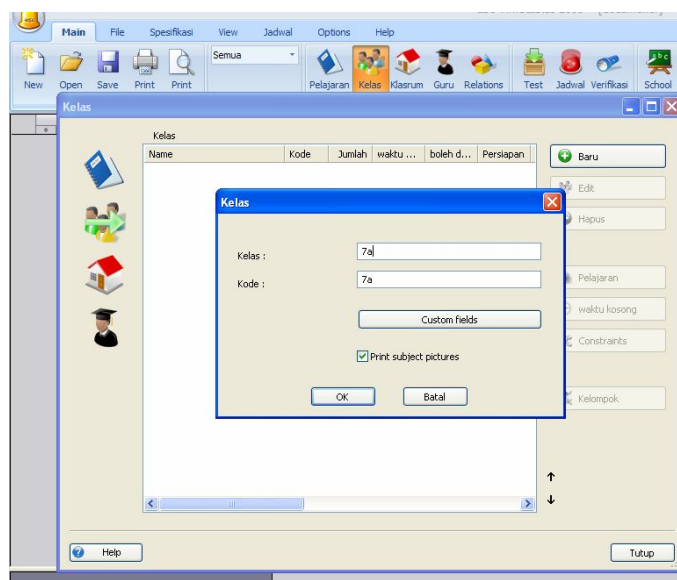 Main File Spesifikasi View Jadwal Options Help
Semua
New Open Save Print Print Pelajaran Kelas Klasrum Guru Relations Test Jadwal Verifikasi School
Kelas
Kelas
Name Kode Jumlah waktu ... boleh d... Persiapan
Baru
Edit
Hapus
Pelajaran
waktu kosong
Constraints
Kelompok
Kelas
Kelas : 7a
Kode : 7a
Custom fields
Print subject pictures
OK Batal
Help Tutup